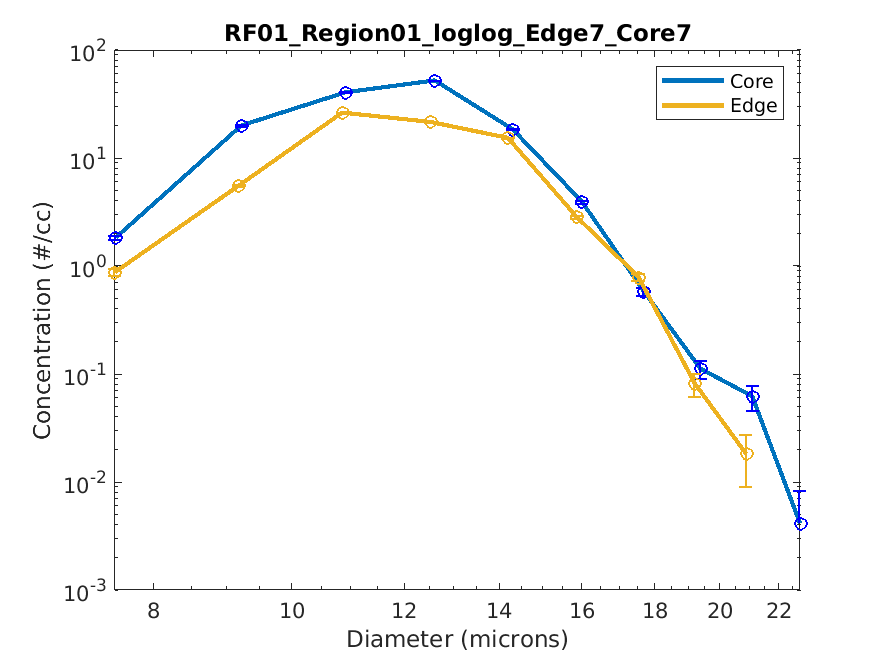 RF01_Region01_loglog_Edge7_Core7
Core
Edge
10^2
10^1
10^0
10^-1
10^-2
10^-3
Concentration (#/cc)
8 10 12 14 16 18 20 22
Diameter (microns)